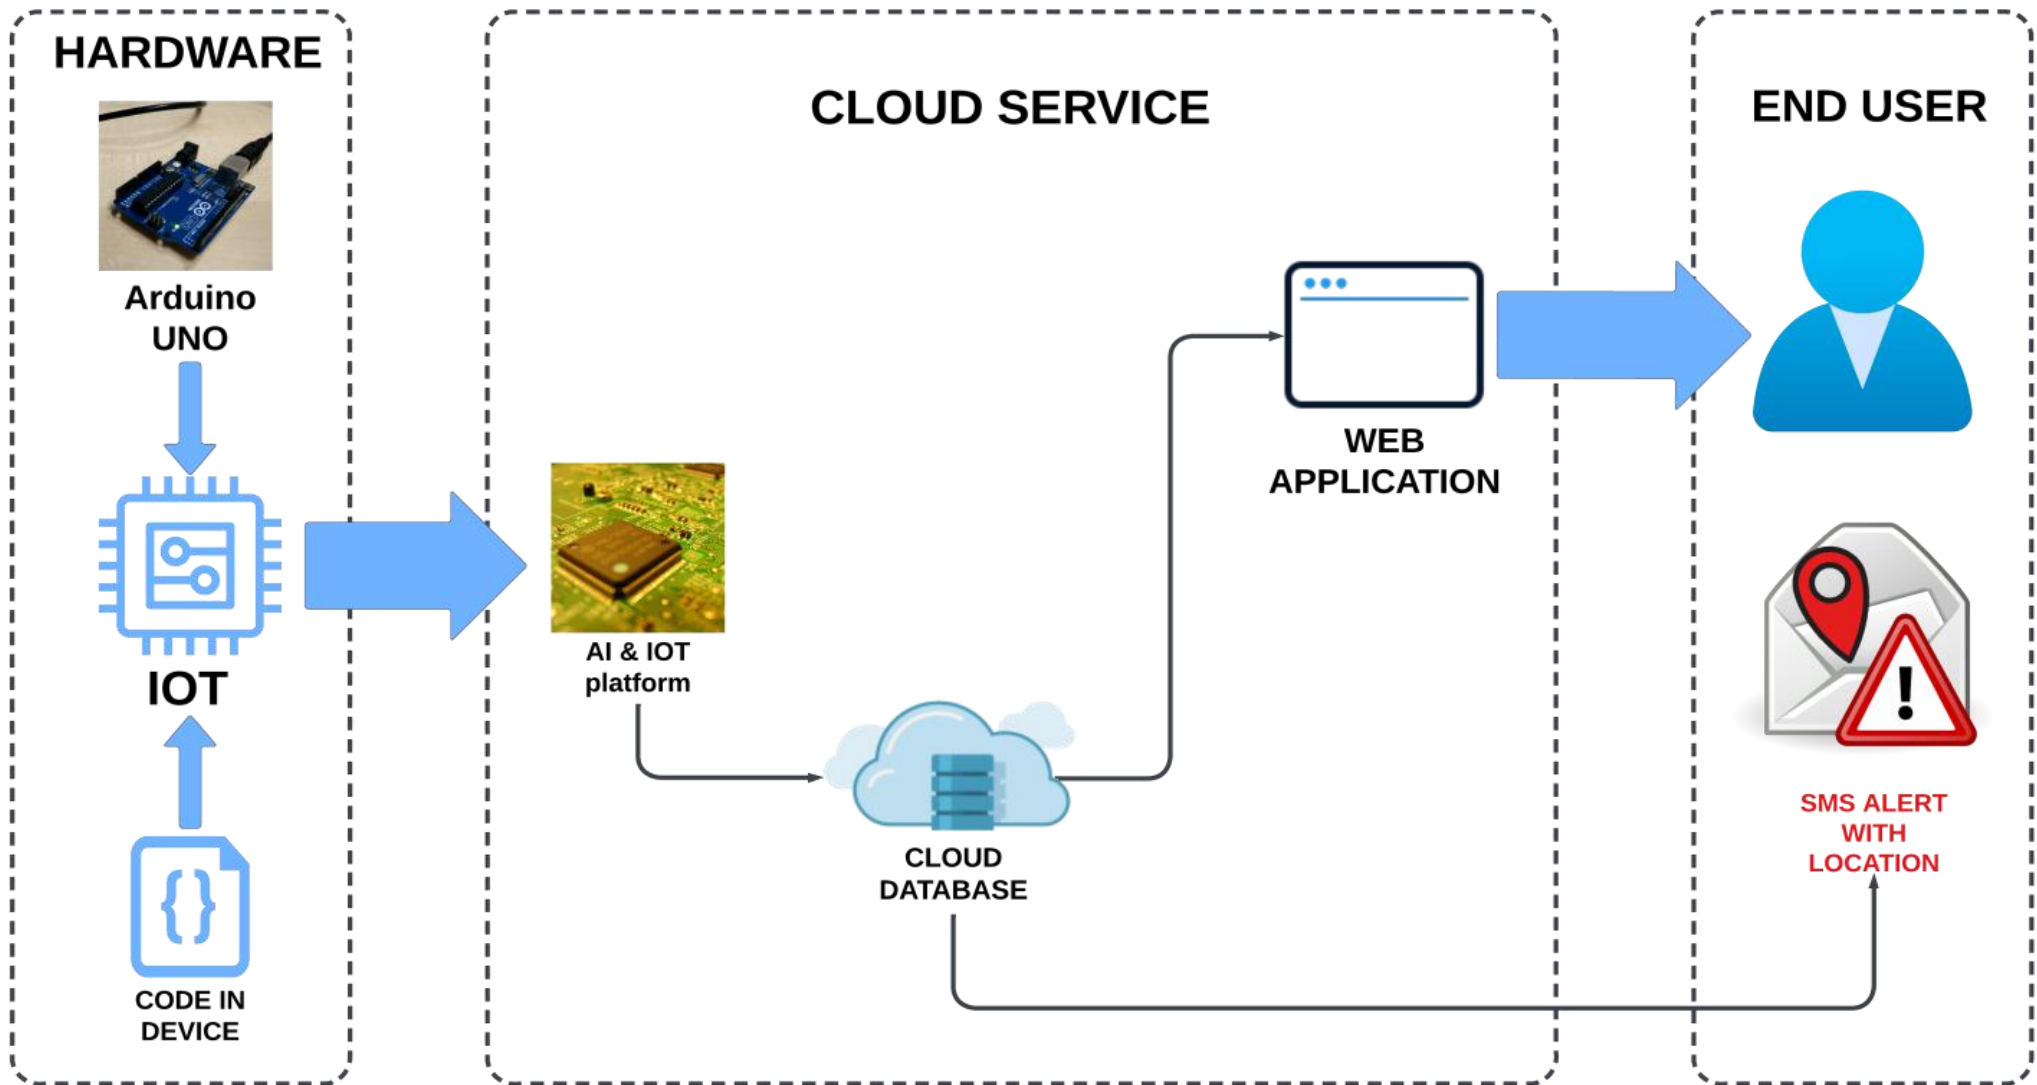 HARDWARE
Arduino
UNO
IOT
CODE IN
DEVICE
CLOUD SERVICE
AI & IOT
platform
CLOUD
DATABASE
WEB
APPLICATION
END USER
SMS ALERT
WITH
LOCATION